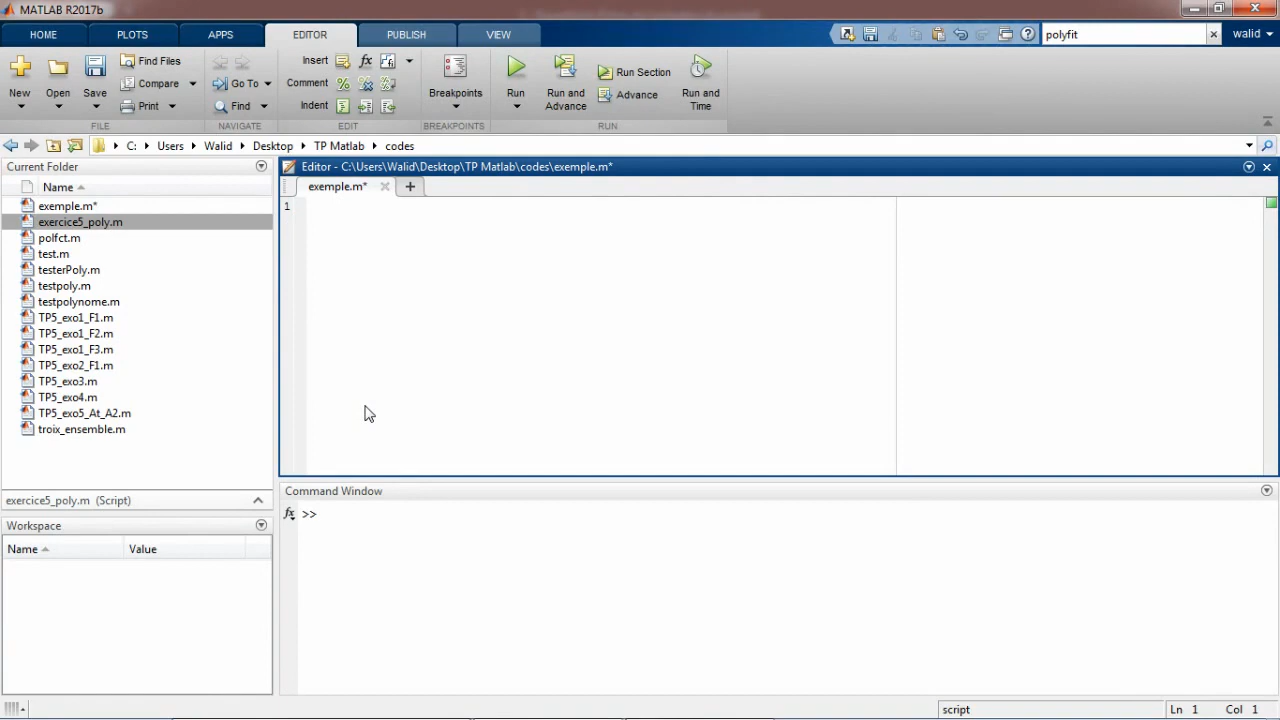 MATLAB R2017b
HOME PLOTS APPS EDITOR PUBLISH VIEW polyfit walid
New Open Save Find Files Compare Print Go To Find Insert Comment Indent Breakpoints Run Run and Advance Run Section Advance Run and Time
FILE NAVIGATE EDIT BREAKPOINTS RUN
C: Users Walid Desktop TP Matlab codes
Current Folder
Name
exemple.m*
exercice5_poly.m
polfct.m
test.m
testerPoly.m
testpoly.m
testpolynome.m
TP5_exo1_F1.m
TP5_exo1_F2.m
TP5_exo1_F3.m
TP5_exo2_F1.m
TP5_exo3.m
TP5_exo4.m
TP5_exo5_At_A2.m
troix_ensemble.m
exercice5_poly.m (Script)
Workspace
Name Value
Editor - C:\Users\Walid\Desktop\TP Matlab\codes\exemple.m*
exemple.m*
1
Command Window
fx >>
script Ln 1 Col 1